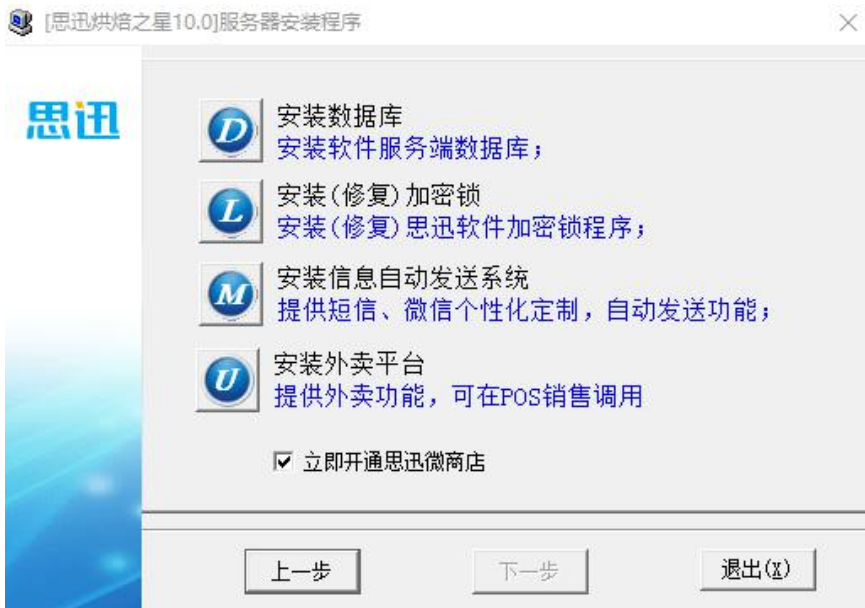 [思迅烘焙之星10.0]服务器安装程序
思迅
D
安装数据库
安装软件服务端数据库;
L
安装(修复)加密锁
安装(修复)思迅软件加密锁程序;
M
安装信息自动发送系统
提供短信、微信个性化定制，自动发送功能;
U
安装外卖平台
提供外卖功能，可在POS销售调用
立即开通思迅微商店
上一步
下一步
退出(X)